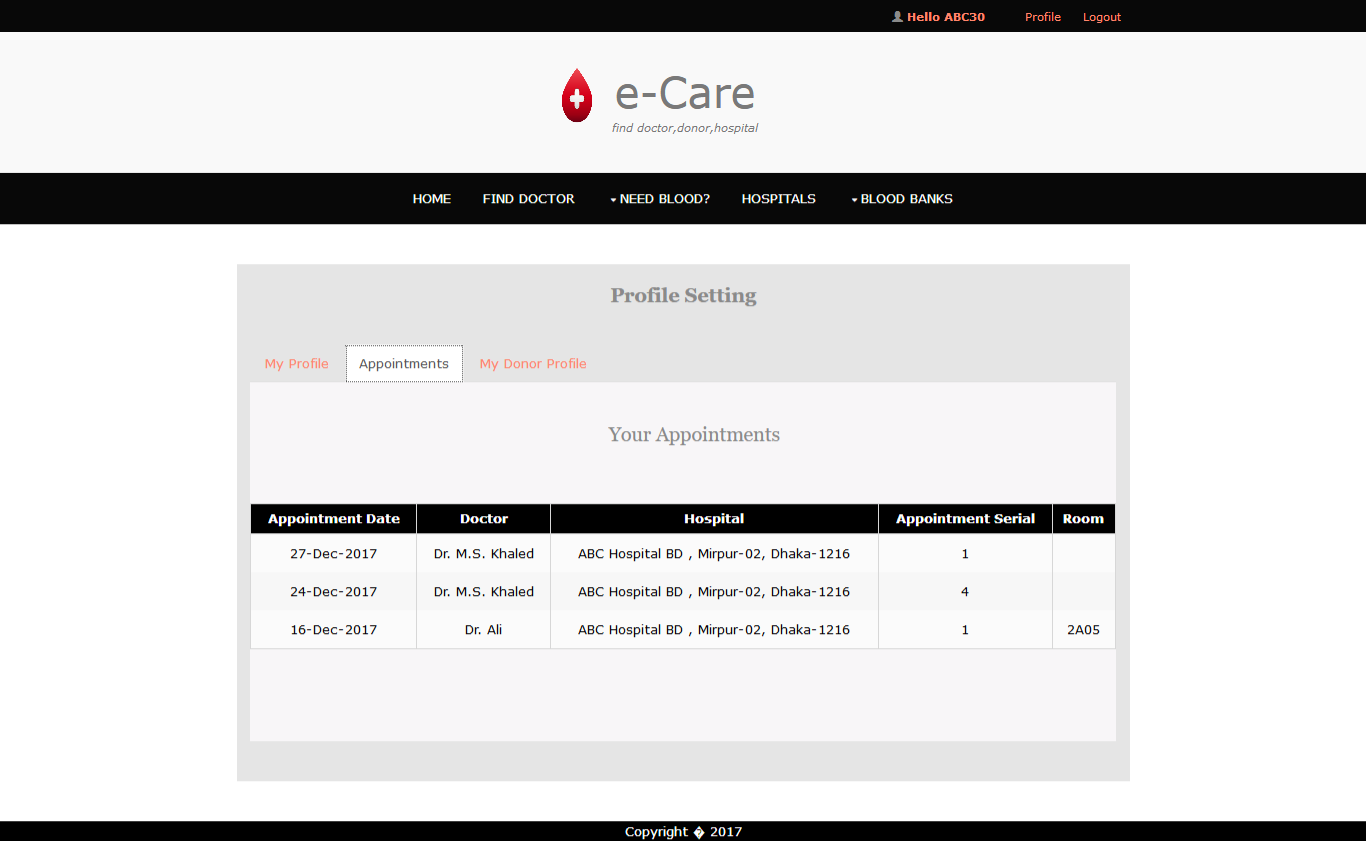 Hello ABC30 Profile Logout
e-Care
find doctor,donor,hospital
HOME FIND DOCTOR NEED BLOOD? HOSPITALS BLOOD BANKS
Profile Setting
My Profile Appointments My Donor Profile
Your Appointments
Appointment Date Doctor Hospital Appointment Serial Room
27-Dec-2017 Dr. M.S. Khaled ABC Hospital BD , Mirpur-02, Dhaka-1216 1
24-Dec-2017 Dr. M.S. Khaled ABC Hospital BD , Mirpur-02, Dhaka-1216 4
16-Dec-2017 Dr. Ali ABC Hospital BD , Mirpur-02, Dhaka-1216 1 2A05
Copyright � 2017